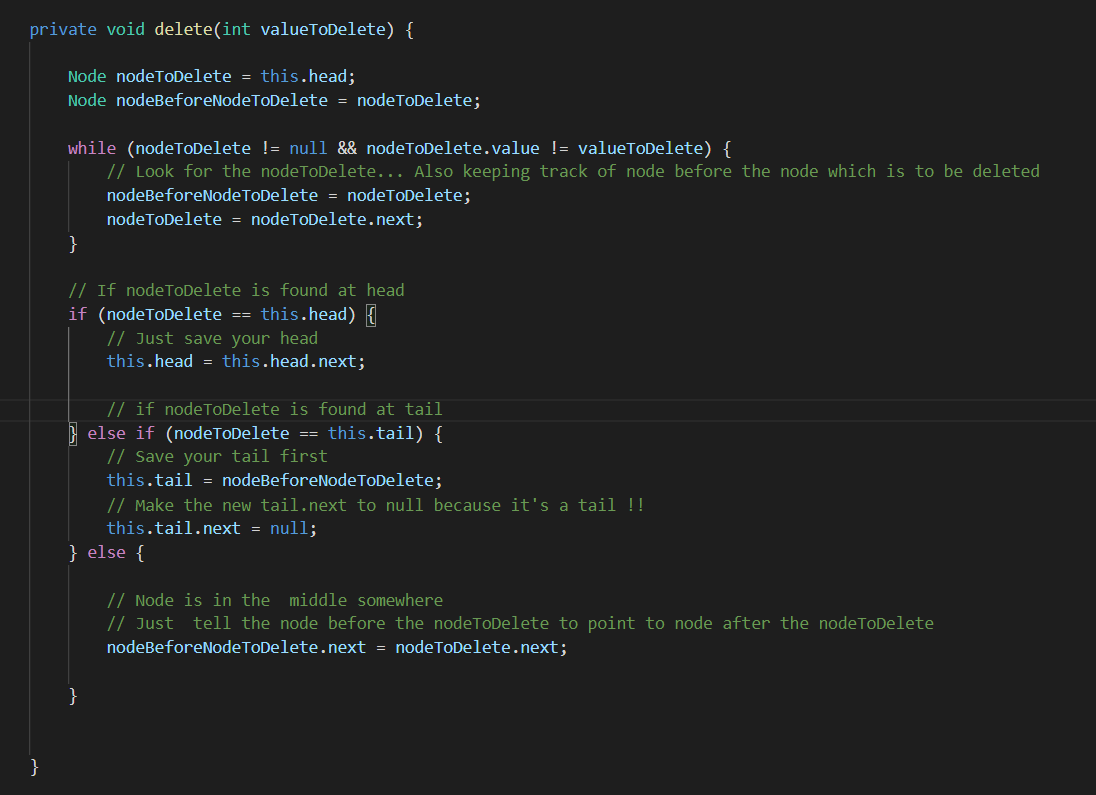 private void delete(int valueToDelete) {
Node nodeToDelete = this.head;
Node nodeBeforeNodeToDelete = nodeToDelete;
while (nodeToDelete != null && nodeToDelete.value != valueToDelete) {
// Look for the nodeToDelete... Also keeping track of node before the node which is to be deleted
nodeBeforeNodeToDelete = nodeToDelete;
nodeToDelete = nodeToDelete.next;
}
// If nodeToDelete is found at head
if (nodeToDelete == this.head) {
// Just save your head
this.head = this.head.next;
// if nodeToDelete is found at tail
} else if (nodeToDelete == this.tail) {
// Save your tail first
this.tail = nodeBeforeNodeToDelete;
// Make the new tail.next to null because it's a tail !!
this.tail.next = null;
} else {
// Node is in the  middle somewhere
// Just  tell the node before the nodeToDelete to point to node after the nodeToDelete
nodeBeforeNodeToDelete.next = nodeToDelete.next;
}
}